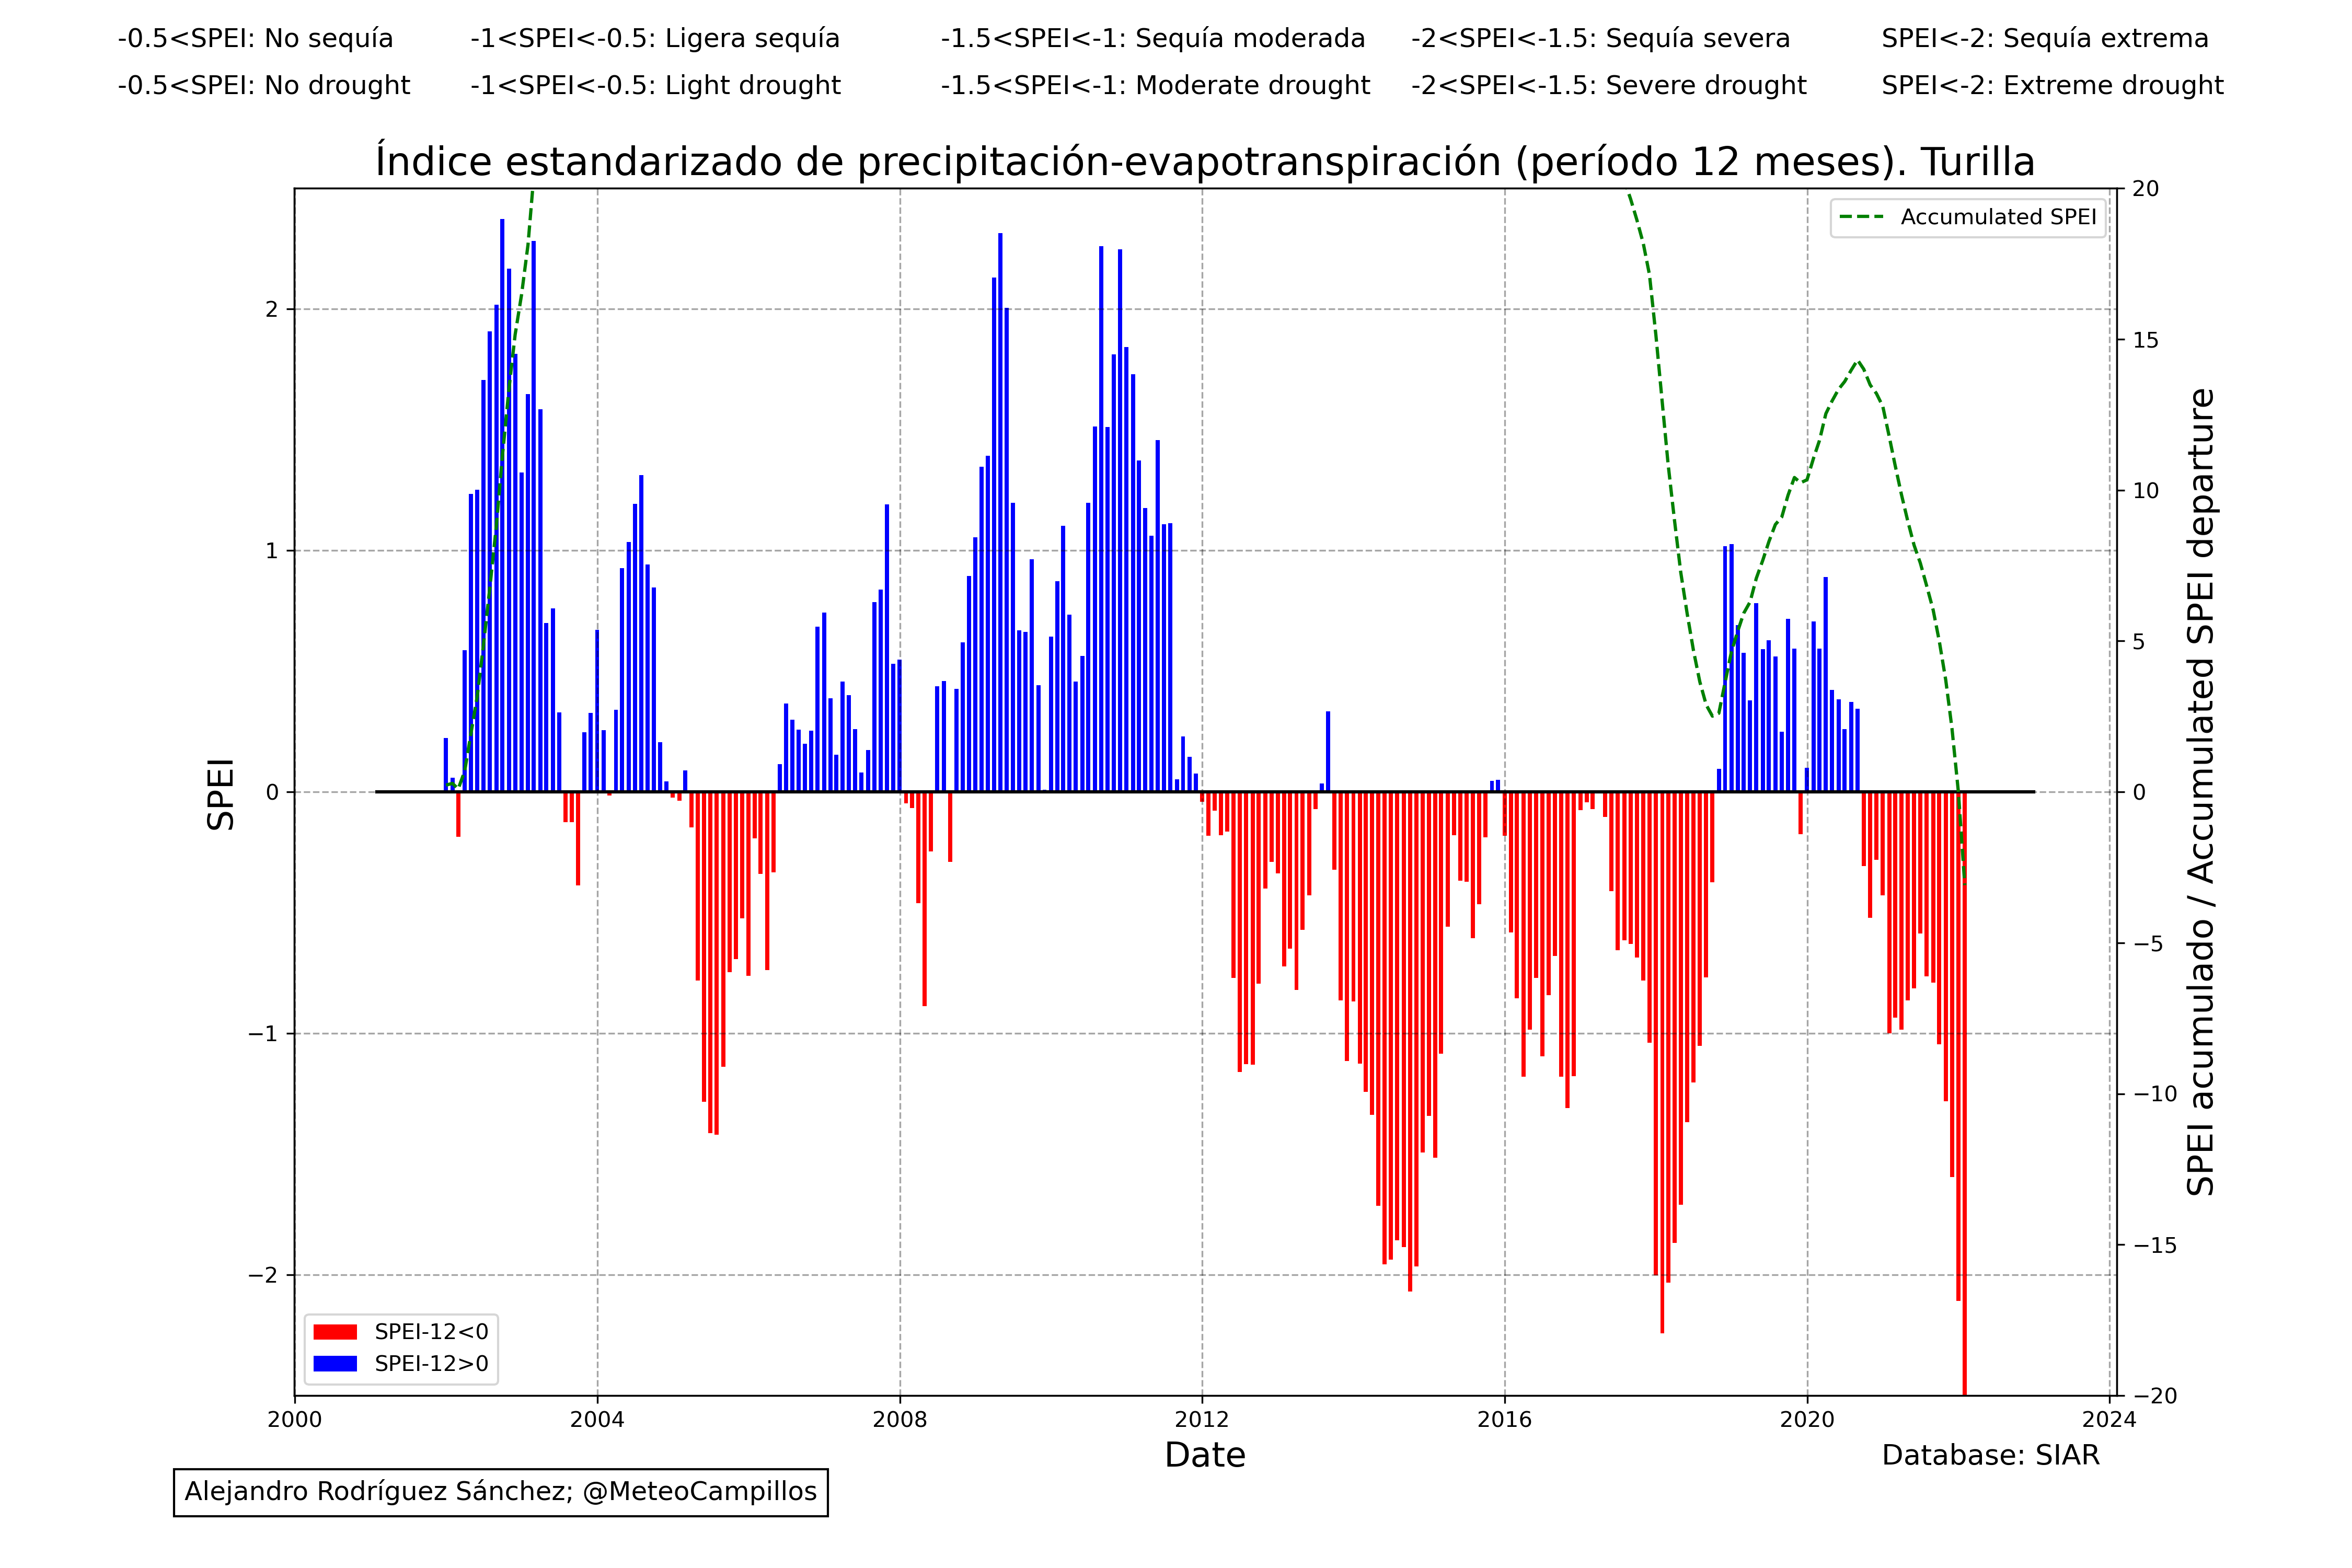 -0.5<SPEI: No sequía -1<SPEI<-0.5: Ligera sequía -1.5<SPEI<-1: Sequía moderada -2<SPEI<-1.5: Sequía severa SPEI<-2: Sequía extrema
-0.5<SPEI: No drought -1<SPEI<-0.5: Light drought -1.5<SPEI<-1: Moderate drought -2<SPEI<-1.5: Severe drought SPEI<-2: Extreme drought
Índice estandarizado de precipitación-evapotranspiración (período 12 meses). Turilla
Accumulated SPEI
SPEI
2
1
0
−1
−2
20
15
10
5
0
−5
−10
−15
−20
SPEI acumulado / Accumulated SPEI departure
SPEI-12<0
SPEI-12>0
2000 2004 2008 2012 2016 2020 2024
Date
Database: SIAR
Alejandro Rodríguez Sánchez; @MeteoCampillos